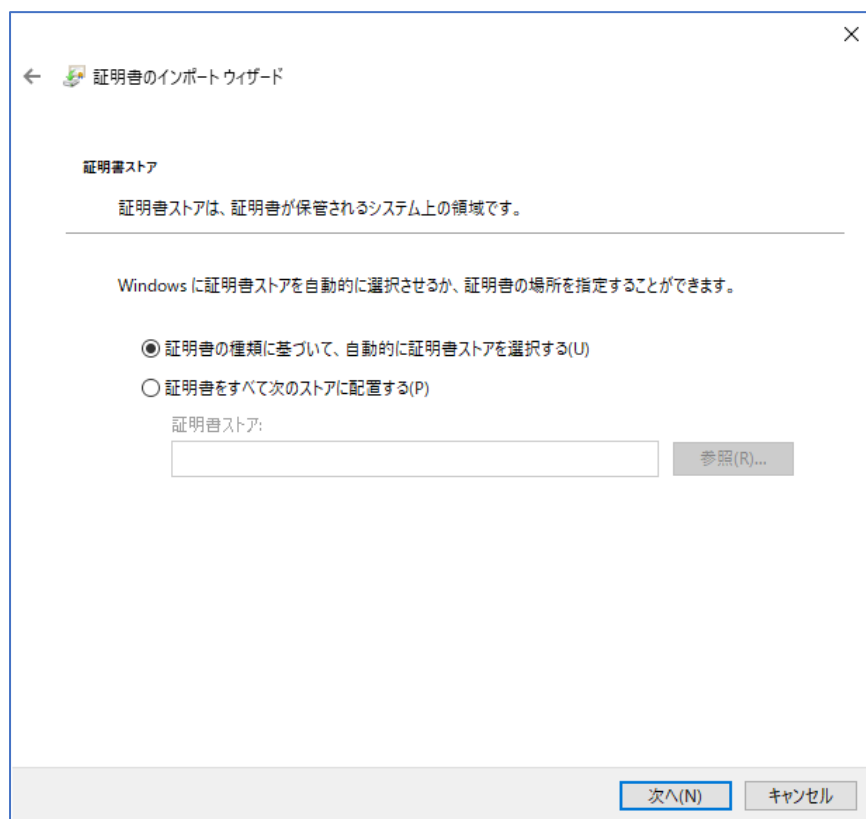 証明書のインポート ウィザード
証明書ストア
証明書ストアは、証明書が保管されるシステム上の領域です。
Windows に証明書ストアを自動的に選択させるか、証明書の場所を指定することができます。
証明書の種類に基づいて、自動的に証明書ストアを選択する(U)
証明書をすべて次のストアに配置する(P)
証明書ストア:
参照(R)...
次へ(N)
キャンセル